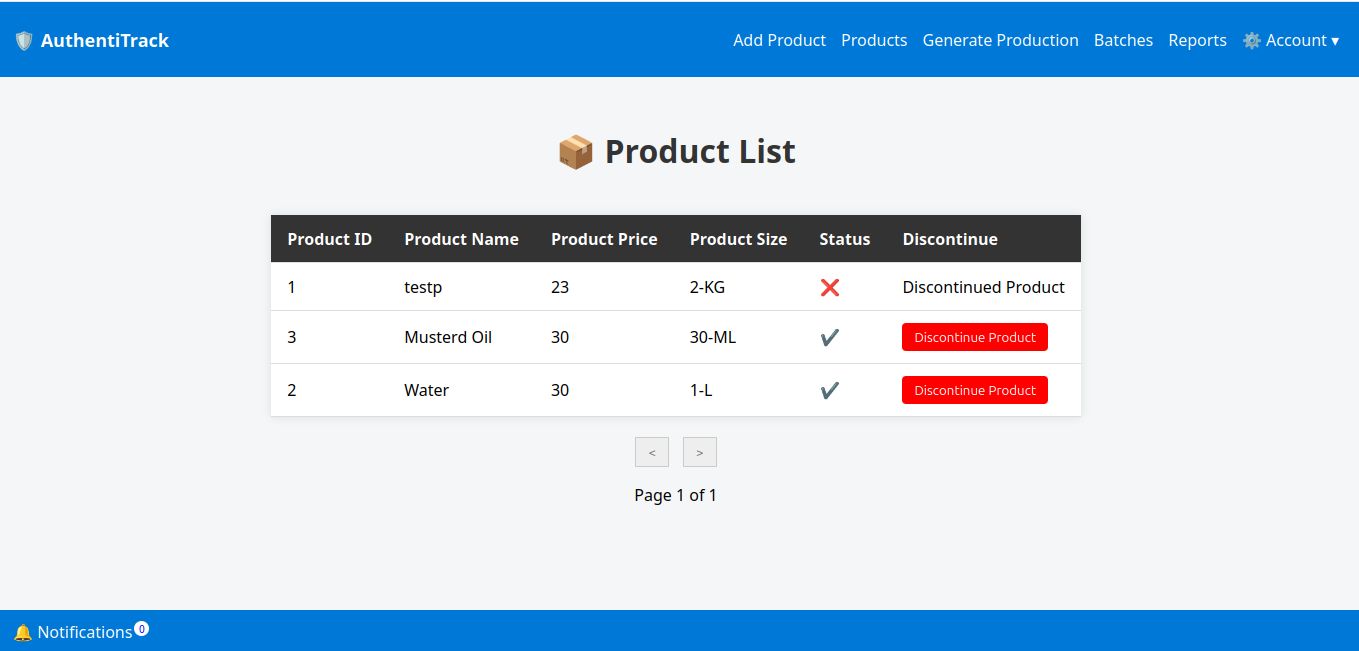 🛡️ AuthentiTrack Add Product Products Generate Production Batches Reports ⚙️ Account ▾
📦 Product List
Product ID Product Name Product Price Product Size Status Discontinue
1 testp 23 2-KG ❌ Discontinued Product
3 Musterd Oil 30 30-ML ✔️ Discontinue Product
2 Water 30 1-L ✔️ Discontinue Product
< >
Page 1 of 1
🔔 Notifications 0